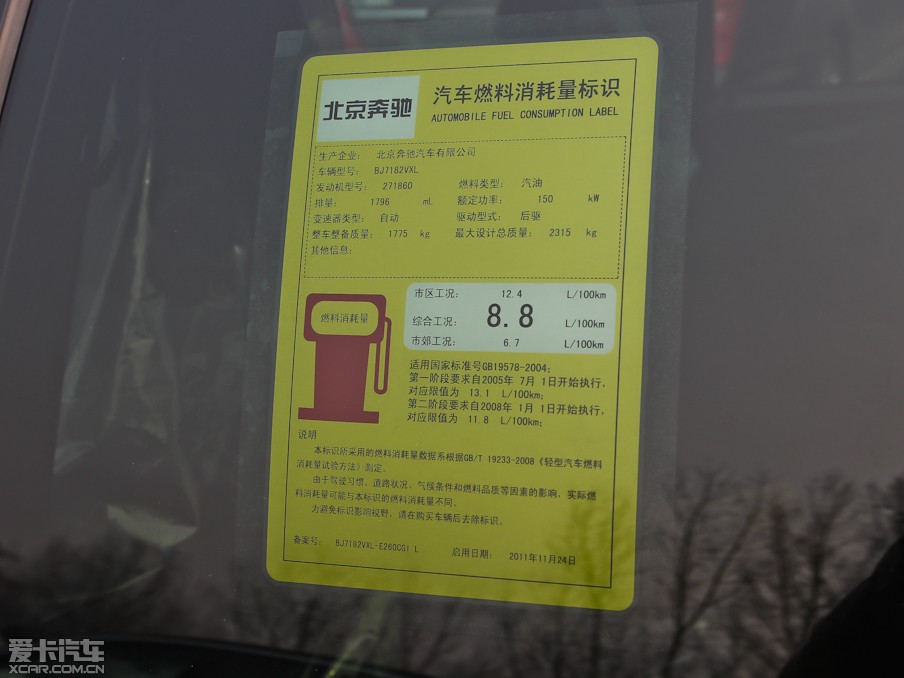 北京奔驰
汽车燃料消耗量标识
AUTOMOBILE FUEL CONSUMPTION LABEL
生产企业: 北京奔驰汽车有限公司
车辆型号: BJ7182VXL
发动机型号: 271860 燃料类型: 汽油
排量: 1796 mL 额定功率: 150 kW
变速器类型: 自动 驱动型式: 后驱
整车整备质量: 1775 kg 最大设计总质量: 2315 kg
其他信息:
燃料消耗量
市区工况: 12.4 L/100km
综合工况: 8.8 L/100km
市郊工况: 6.7 L/100km
适用国家标准号GB19578-2004;
第一阶段要求自2005年 7月 1日开始执行,
对应限值为 13.1 L/100km;
第二阶段要求自2008年 1月 1日开始执行,
对应限值为 11.8 L/100km;
说明
本标识所采用的燃料消耗量数据系根据GB/T 19233-2008《轻型汽车燃料
消耗量试验方法》测定。
由于驾驶习惯、道路状况、气候条件和燃料品质等因素的影响, 实际燃
料消耗量可能与本标识的燃料消耗量不同。
为避免标识影响视野, 请在购买车辆后去除标识。
备案号: BJ7182VXL-E260CGI L 启用日期: 2011年11月24日
爱卡汽车
XCAR.COM.CN